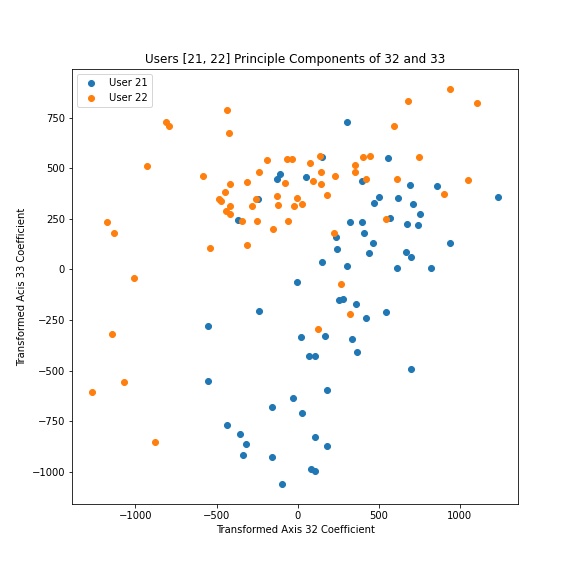 Users [21, 22] Principle Components of 32 and 33
User 21
User 22
750
500
250
0
−250
−500
−750
−1000
Transformed Acis 33 Coefficient
−1000
−500
0
500
1000
Transformed Axis 32 Coefficient